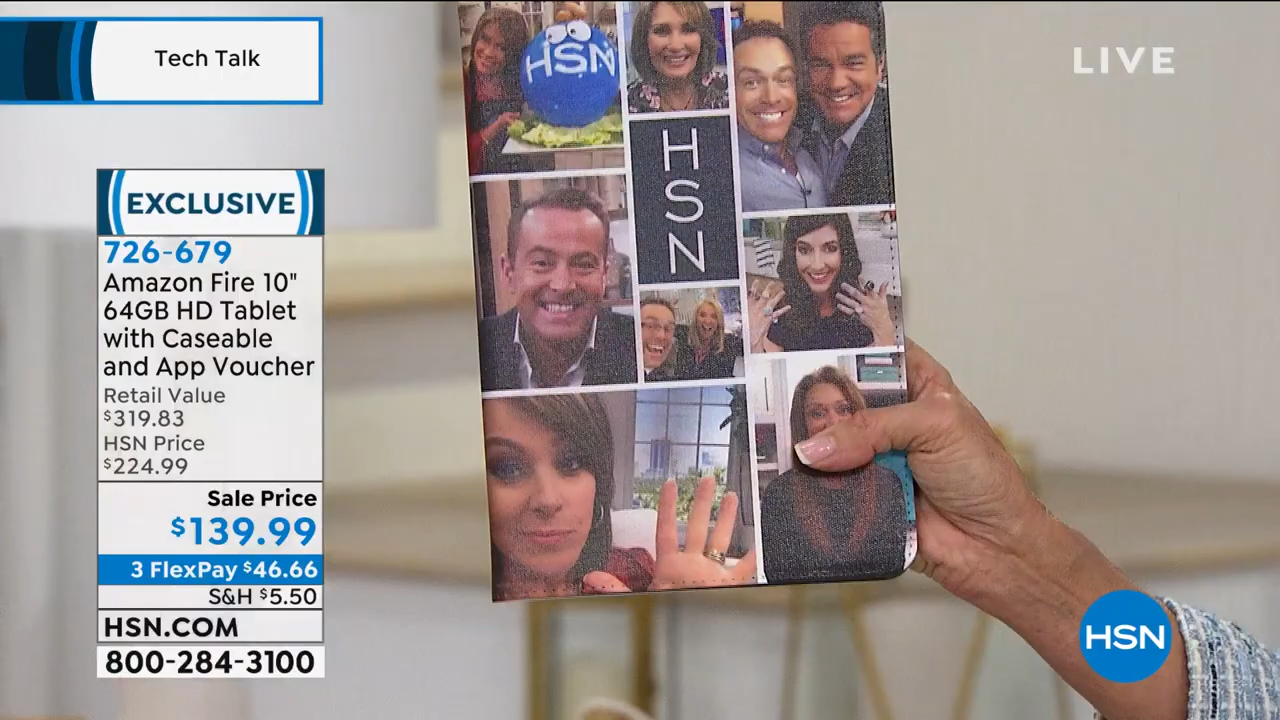 Tech Talk
LIVE
HSN
H
S
N
EXCLUSIVE
726-679
Amazon Fire 10"
64GB HD Tablet
with Caseable
and App Voucher
Retail Value
$319.83
HSN Price
$224.99
Sale Price
$139.99
3 FlexPay $46.66
S&H $5.50
HSN.COM
800-284-3100
HSN